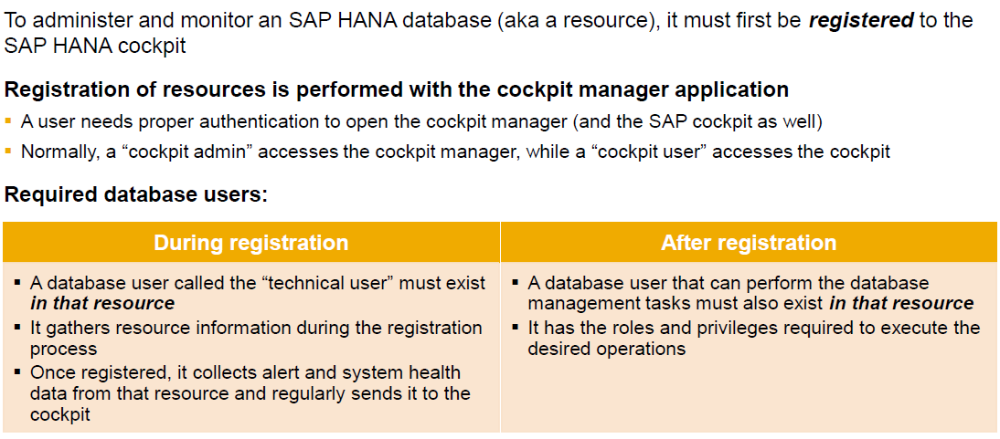 To administer and monitor an SAP HANA database (aka a resource), it must first be registered to the
SAP HANA cockpit
Registration of resources is performed with the cockpit manager application
▪ A user needs proper authentication to open the cockpit manager (and the SAP cockpit as well)
▪ Normally, a “cockpit admin” accesses the cockpit manager, while a “cockpit user” accesses the cockpit
Required database users:
During registration
▪ A database user called the “technical user” must exist
in that resource
▪ It gathers resource information during the registration
process
▪ Once registered, it collects alert and system health
data from that resource and regularly sends it to the
cockpit
After registration
▪ A database user that can perform the database
management tasks must also exist in that resource
▪ It has the roles and privileges required to execute the
desired operations